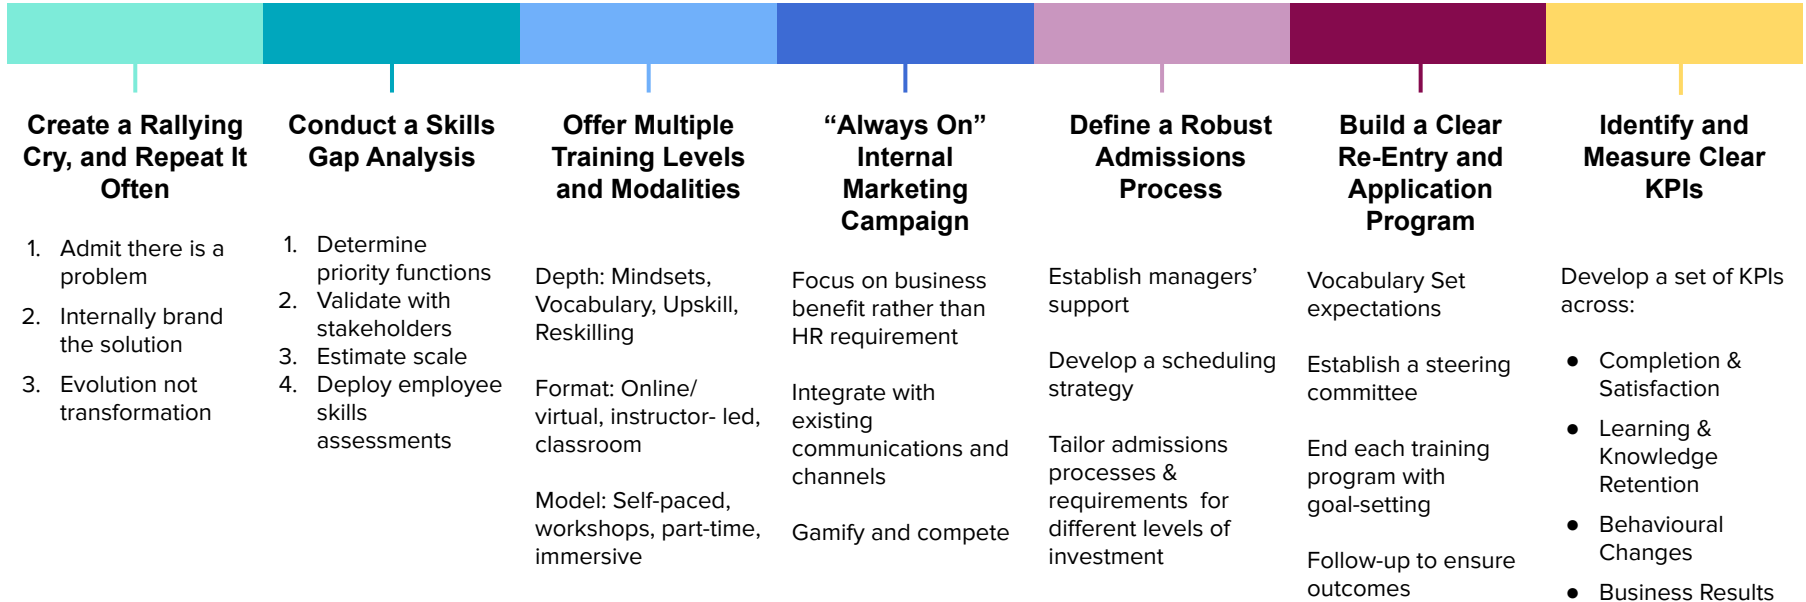 Create a Rallying
Cry, and Repeat It
Often
1. Admit there is a
problem
2. Internally brand
the solution
3. Evolution not
transformation
Conduct a Skills
Gap Analysis
1. Determine
priority functions
2. Validate with
stakeholders
3. Estimate scale
4. Deploy employee
skills
assessments
Offer Multiple
Training Levels
and Modalities
Depth: Mindsets,
Vocabulary, Upskill,
Reskilling
Format: Online/
virtual, instructor- led,
classroom
Model: Self-paced,
workshops, part-time,
immersive
“Always On”
Internal
Marketing
Campaign
Focus on business
benefit rather than
HR requirement
Integrate with
existing
communications and
channels
Gamify and compete
Define a Robust
Admissions
Process
Establish managers’
support
Develop a scheduling
strategy
Tailor admissions
processes &
requirements for
different levels of
investment
Build a Clear
Re-Entry and
Application
Program
Vocabulary Set
expectations
Establish a steering
committee
End each training
program with
goal-setting
Follow-up to ensure
outcomes
Identify and
Measure Clear
KPIs
Develop a set of KPIs
across:
● Completion &
Satisfaction
● Learning &
Knowledge
Retention
● Behavioural
Changes
● Business Results